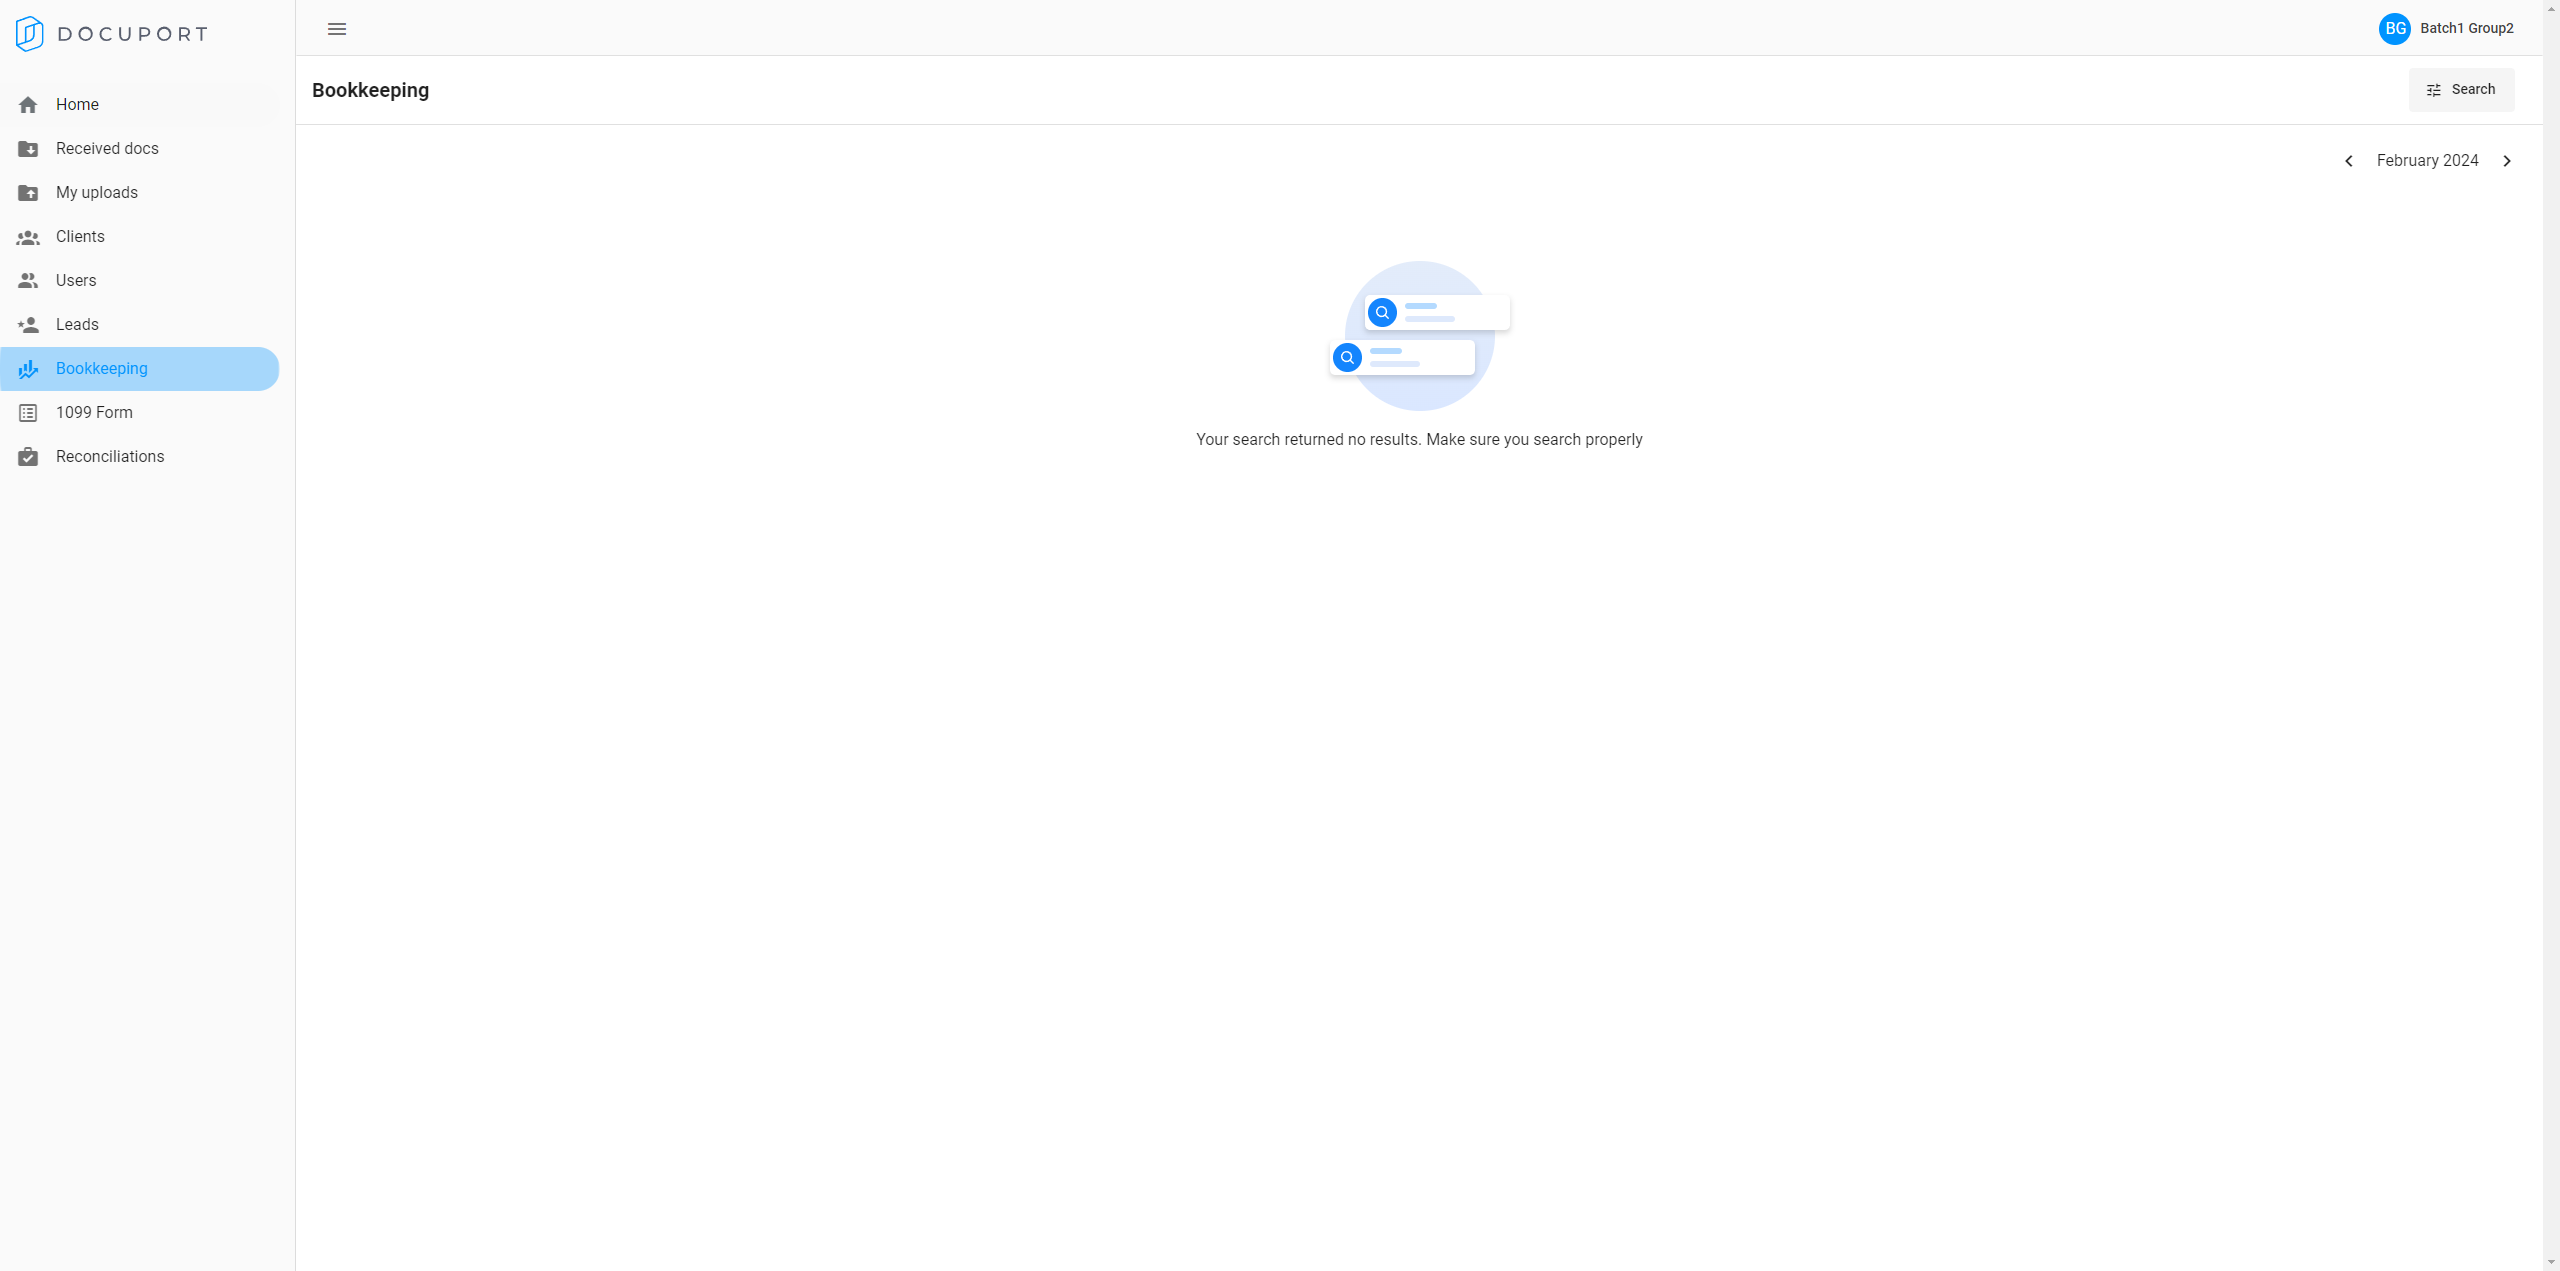 DOCUPORT
BG Batch1 Group2
Bookkeeping
Search
Home
Received docs
My uploads
Clients
Users
Leads
Bookkeeping
1099 Form
Reconciliations
February 2024
Your search returned no results. Make sure you search properly